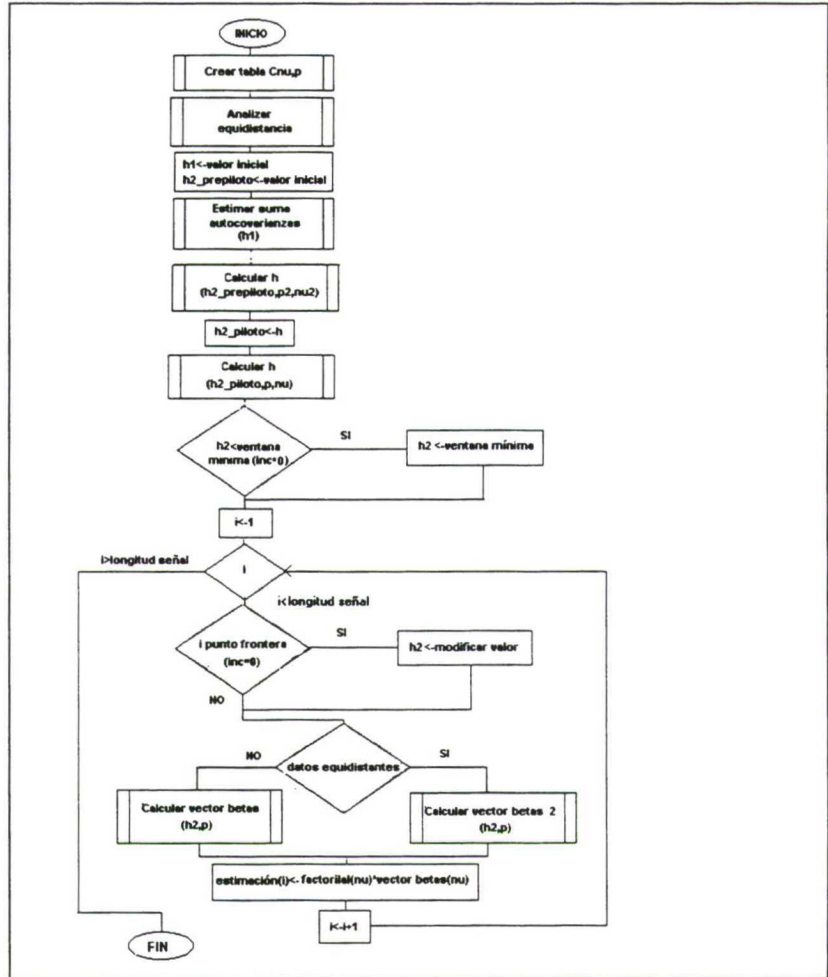 INICIO
Crear tabla Cnu,p
Analizar
equidistancia
h1<-valor inicial
h2_prepiloto<-valor inicial
Estimar suma
autocovarianzas
(h1)
Calcular h
(h2_prepiloto,p2,nu2)
h2_piloto<-h
Calcular h
(h2_piloto,p,nu)
h2<ventana
mínima (inc*0)
SI
h2 <-ventana mínima
i<-1
i>longitud señal
i
i<longitud señal
i punto frontera
(inc=0)
SI
h2 <-modificar valor
NO
NO
datos equidistantes
SI
Calcular vector betas
(h2,p)
Calcular vector betas 2
(h2,p)
estimación(i)<-factorial(nu)*vector betas(nu)
i<-i+1
FIN